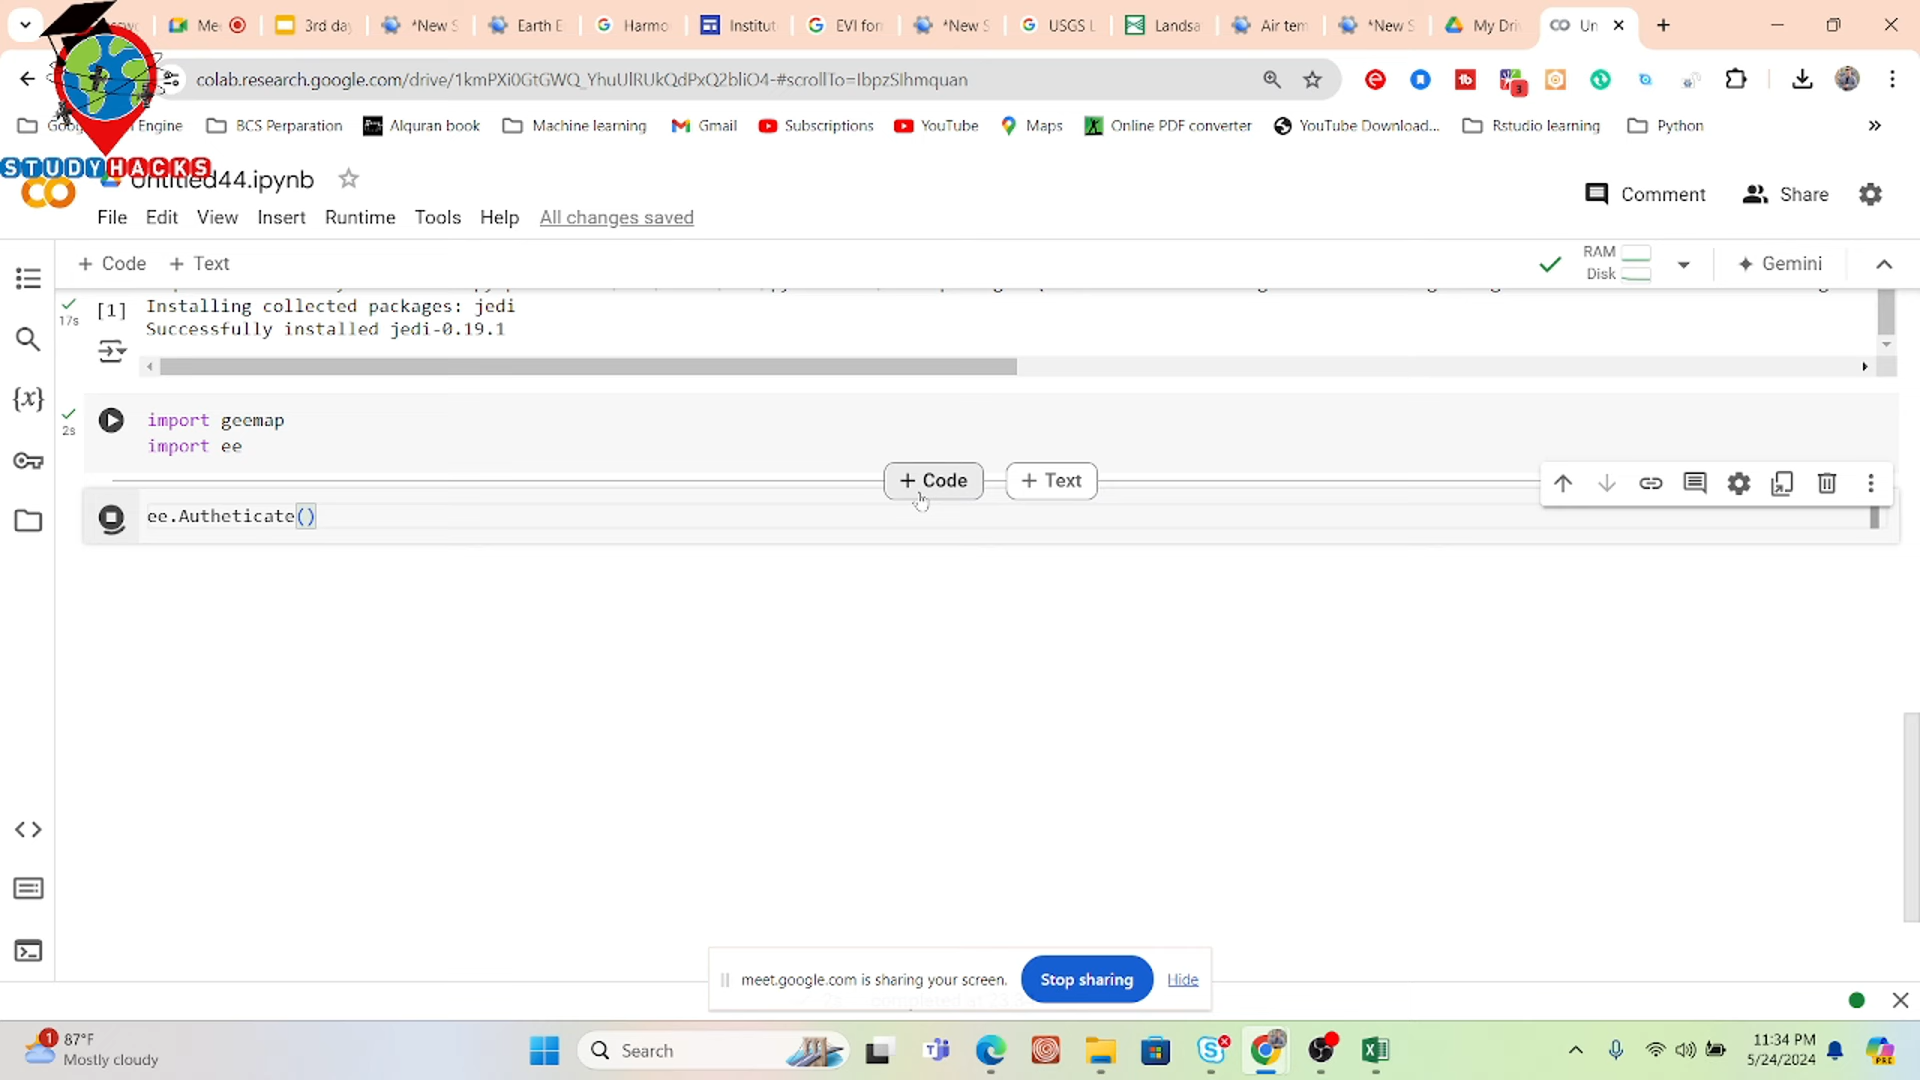 Me
3rd day
*New S
Earth E
Harmo
Institut
EVI for
*New S
USGS L
Landsa
Air tem
*New S
My Dri
Un
colab.research.google.com/drive/1kmPXi0GtGWQ_YhuUlRUkQdPxQ2bliO4-#scrollTo=IbpzSlhmquan
3
Engine
BCS Perparation
Alquran book
Machine learning
Gmail
Subscriptions
YouTube
Maps
Online PDF converter
YouTube Download...
Rstudio learning
Python
STUDYHACKS
Untitled44.ipynb
Comment
Share
File Edit View Insert Runtime Tools Help All changes saved
+ Code + Text
RAM
Disk
Gemini
[1]
17s
Installing collected packages: jedi
Successfully installed jedi-0.19.1
2s
import geemap
import ee
+ Code
+ Text
ee.Autheticate()
meet.google.com is sharing your screen.
Stop sharing
Hide
1
87°F
Mostly cloudy
Search
11:34 PM
5/24/2024
PRE